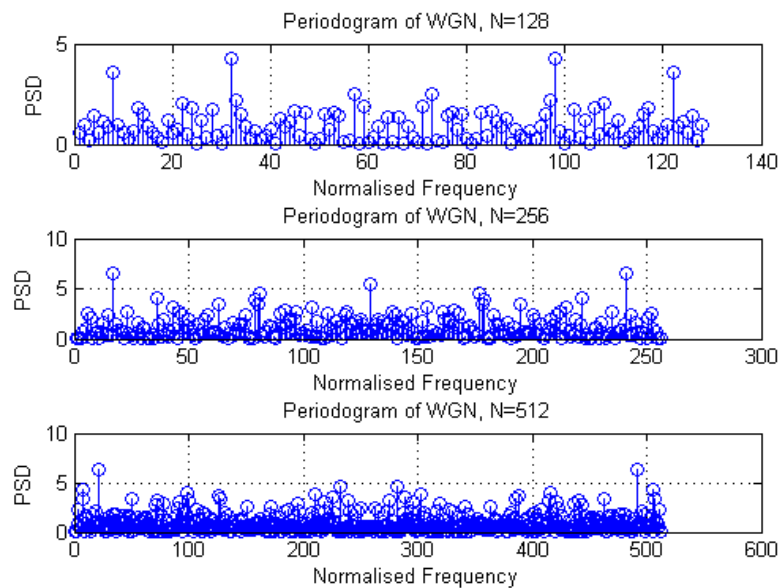 Periodogram of WGN, N=128
5
PSD
0
0 20 40 60 80 100 120 140
Normalised Frequency
Periodogram of WGN, N=256
10
PSD
5
0
0 50 100 150 200 250 300
Normalised Frequency
Periodogram of WGN, N=512
10
PSD
5
0
0 100 200 300 400 500 600
Normalised Frequency